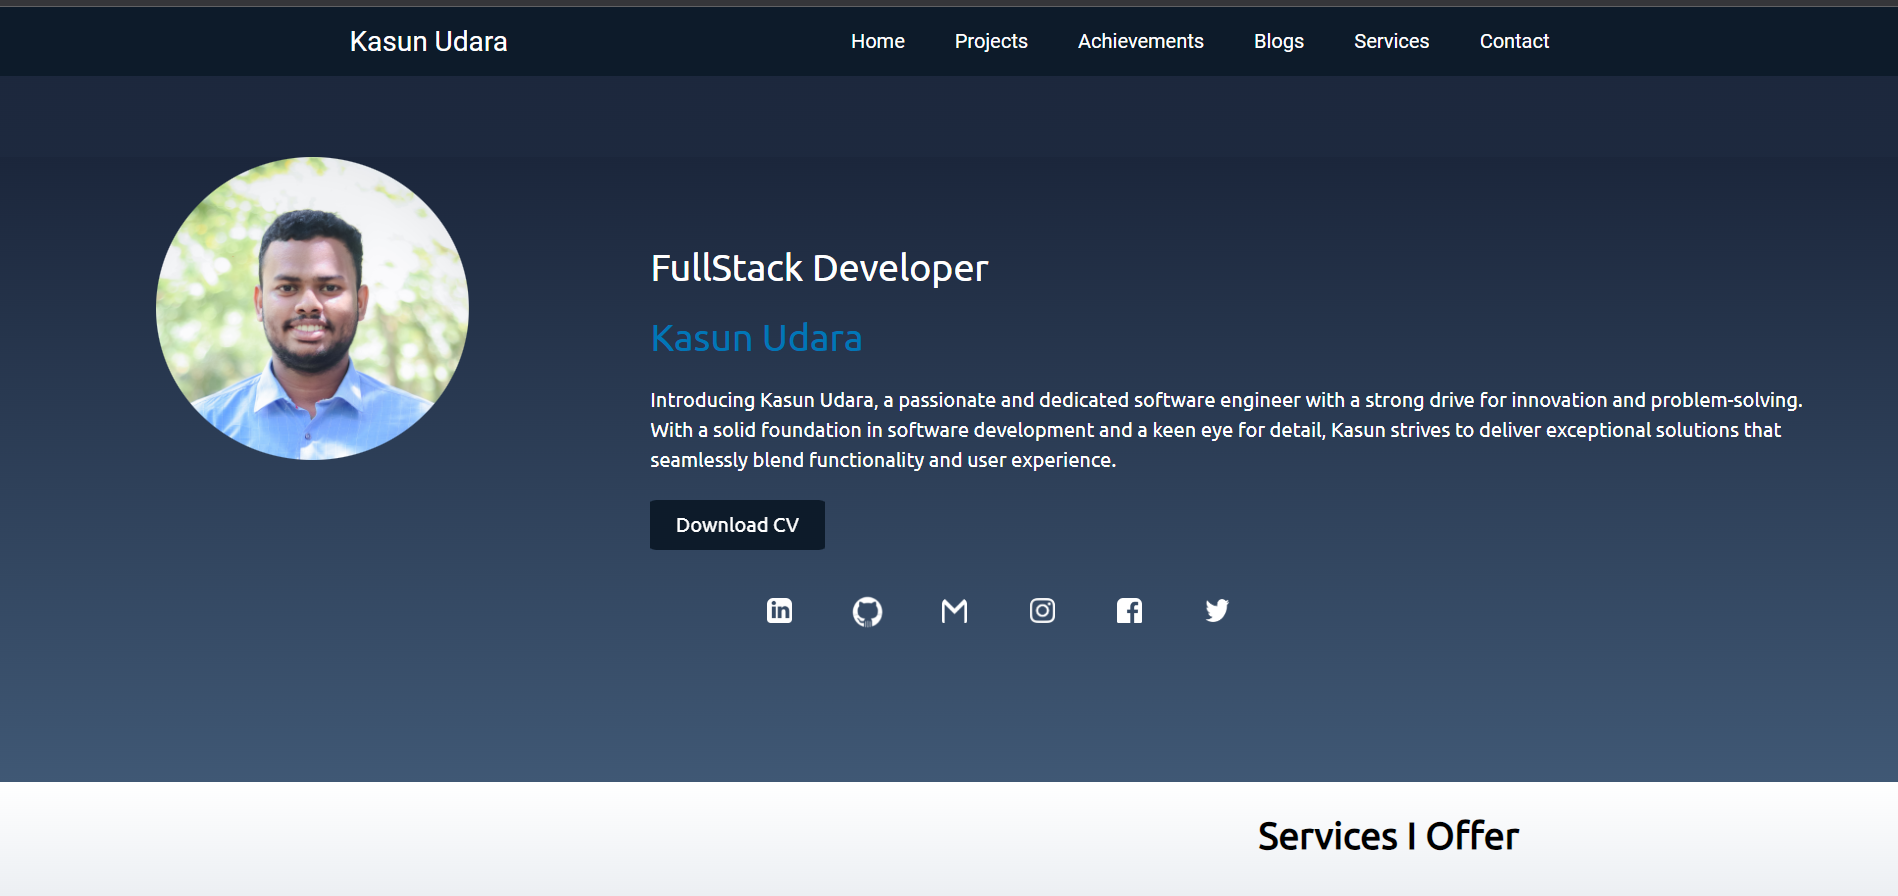 Kasun Udara
Home Projects Achievements Blogs Services Contact
FullStack Developer
Kasun Udara
Introducing Kasun Udara, a passionate and dedicated software engineer with a strong drive for innovation and problem-solving.
With a solid foundation in software development and a keen eye for detail, Kasun strives to deliver exceptional solutions that
seamlessly blend functionality and user experience.
Download CV
Services I Offer